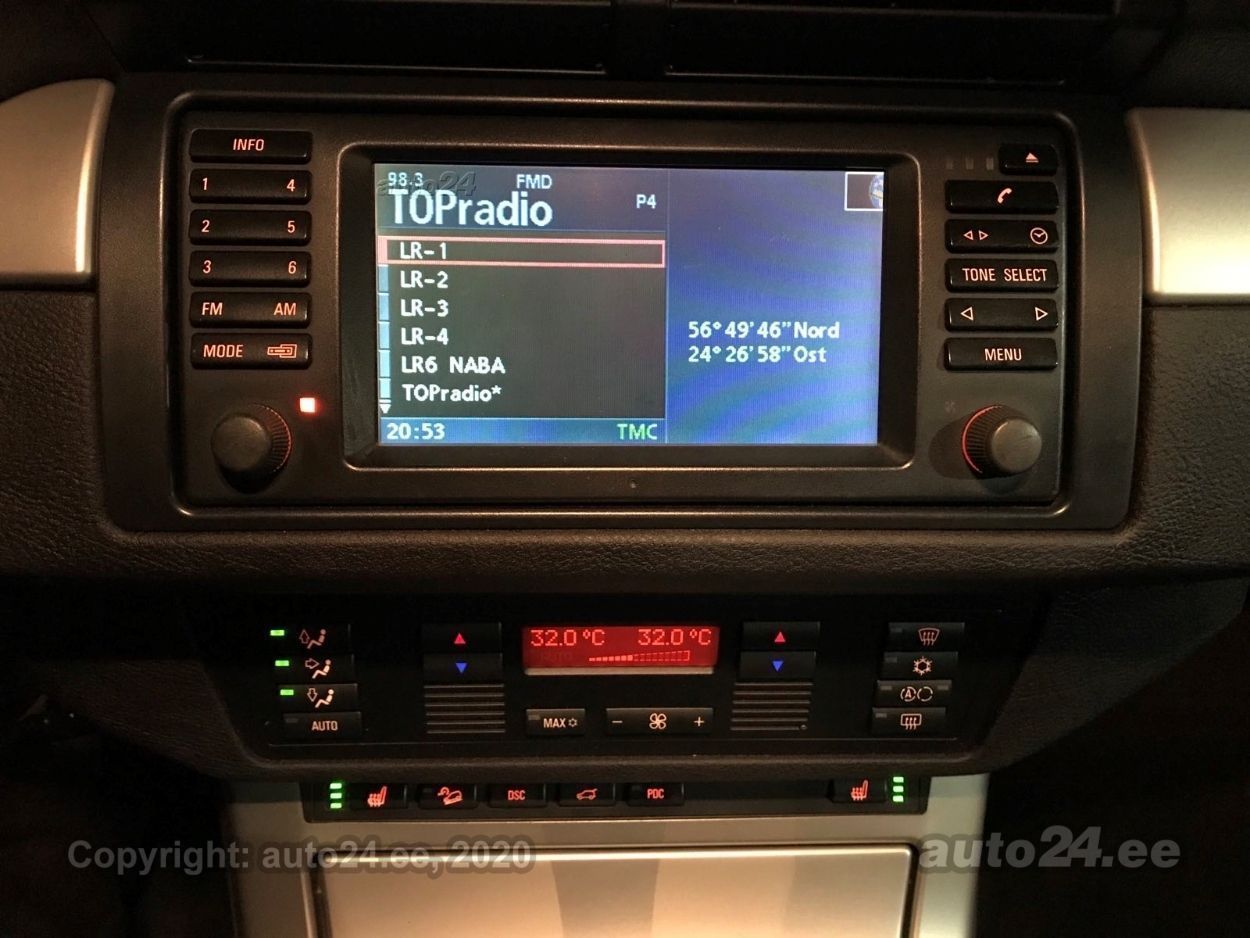 INFO
1 4
2 5
3 6
FM AM
MODE
98.3 FMD
auto24
TOPradio P4
LR-1
LR-2
LR-3
LR-4
LR6 NABA
TOPradio*
20:53 TMC
56° 49' 46" Nord
24° 26' 58" Ost
TONE SELECT
MENU
32.0 °C 32.0 °C
AUTO
MAX
− +
A
DSC
PDC
Copyright: auto24.ee, 2020
auto24.ee